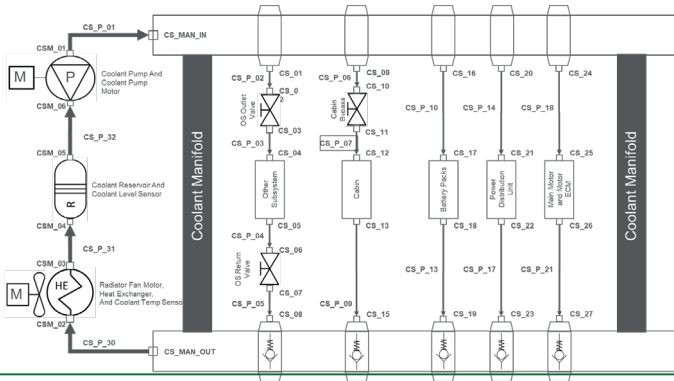 CS_P_01
CS_MAN_IN
CSM_01
M
P
Coolant Pump And
Coolant Pump
Motor
CSM_06
CS_P_32
CSM_05
R
Coolant Reservoir And
Coolant Level Sensor
CSM_04
CS_P_31
CSM_03
M
HE
Radiator Fan Motor,
Heat Exchanger,
And Coolant Temp Senso
CSM_02
CS_P_30
CS_MAN_OUT
Coolant Manifold
CS_01
CS_P_02
CS_0
2
OS Outlet
Valve
CS_03
CS_P_03
CS_04
Other
Subsystem
CS_05
CS_P_04
CS_06
OS Return
Valve
CS_07
CS_P_05
CS_08
CS_09
CS_P_06
CS_10
Cabin
Bypass
CS_11
CS_P_07
CS_12
Cabin
CS_13
CS_P_09
CS_15
CS_16
CS_P_10
CS_17
Battery Packs
CS_18
CS_P_13
CS_19
CS_20
CS_P_14
CS_21
Power
Distribution
Unit
CS_22
CS_P_17
CS_23
CS_24
CS_P_18
CS_25
Main Motor
and Motor
ECM
CS_26
CS_P_21
CS_27
Coolant Manifold